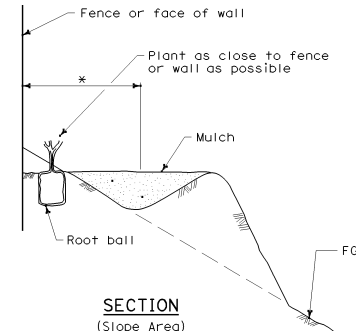 Fence or face of wall
Plant as close to fence
or wall as possible
*
Mulch
Root ball
FG
SECTION
(Slope Area)